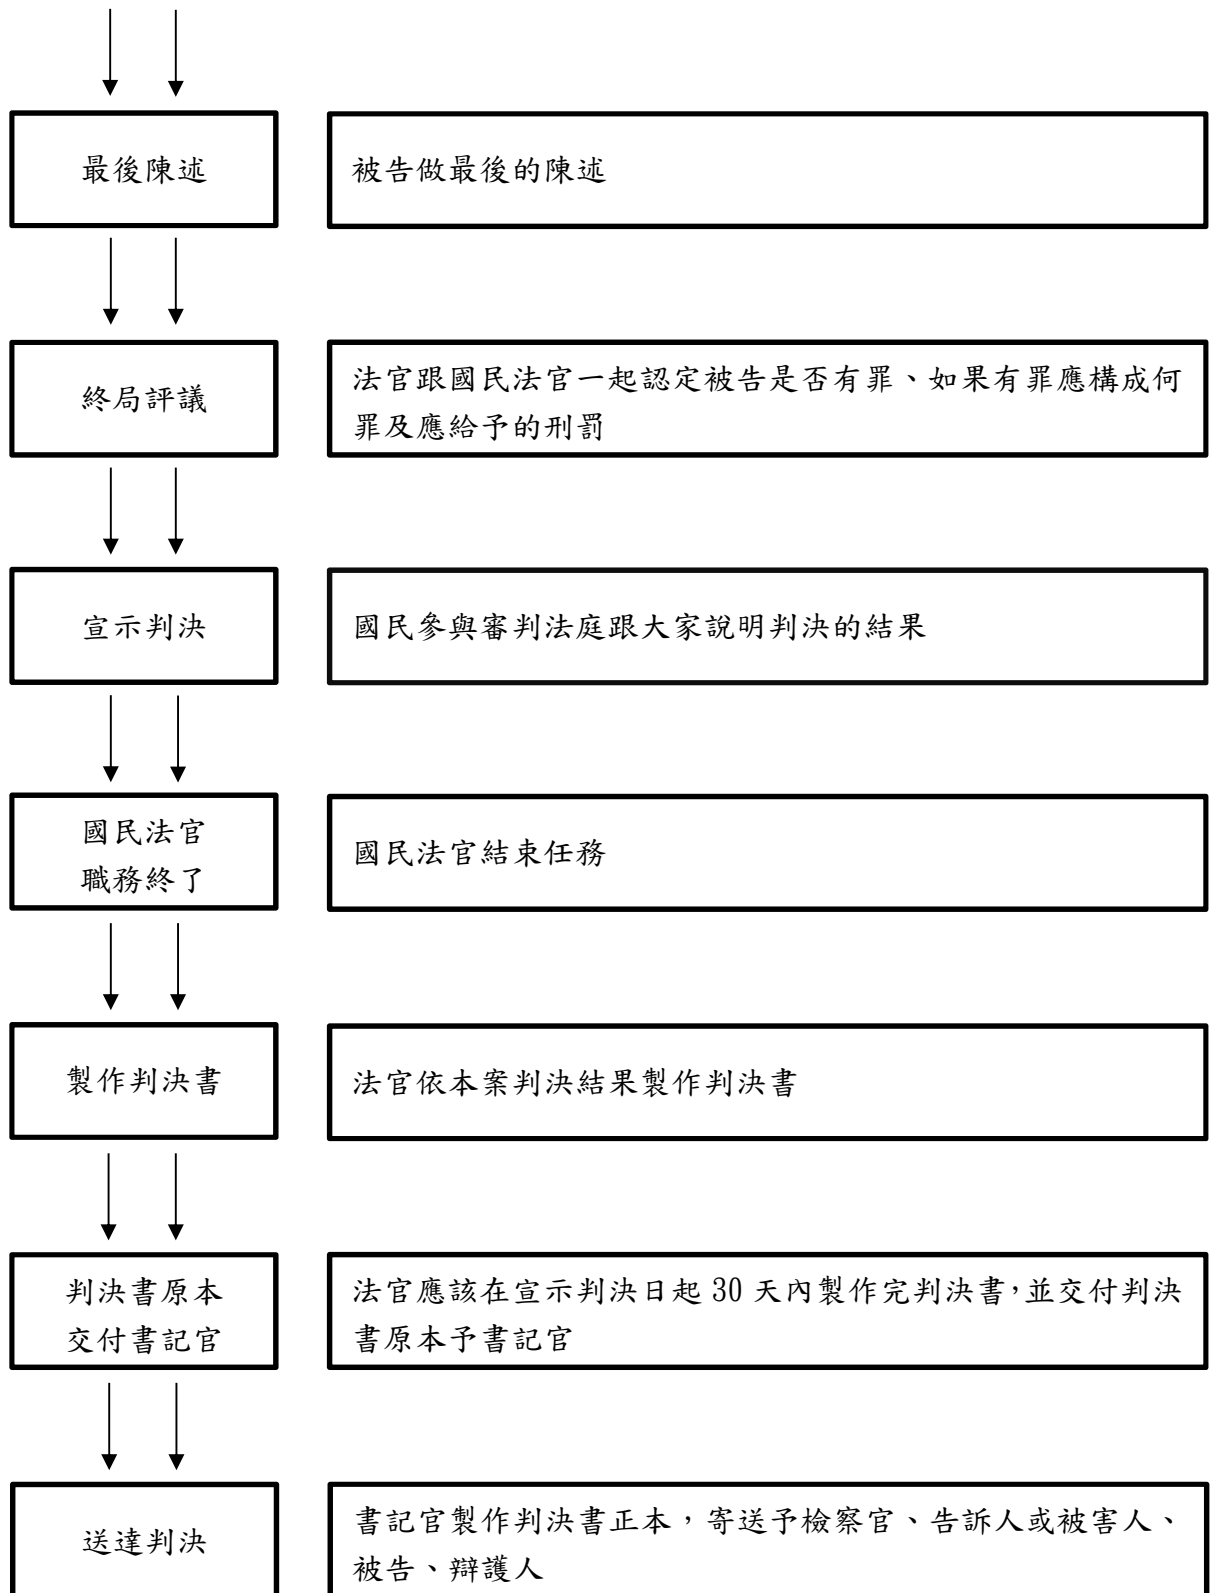 最後陳述
被告做最後的陳述
終局評議
法官跟國民法官一起認定被告是否有罪、如果有罪應構成何
罪及應給予的刑罰
宣示判決
國民參與審判法庭跟大家說明判決的結果
國民法官
職務終了
國民法官結束任務
製作判決書
法官依本案判決結果製作判決書
判決書原本
交付書記官
法官應該在宣示判決日起 30 天內製作完判決書，並交付判決
書原本予書記官
送達判決
書記官製作判決書正本，寄送予檢察官、告訴人或被害人、
被告、辯護人